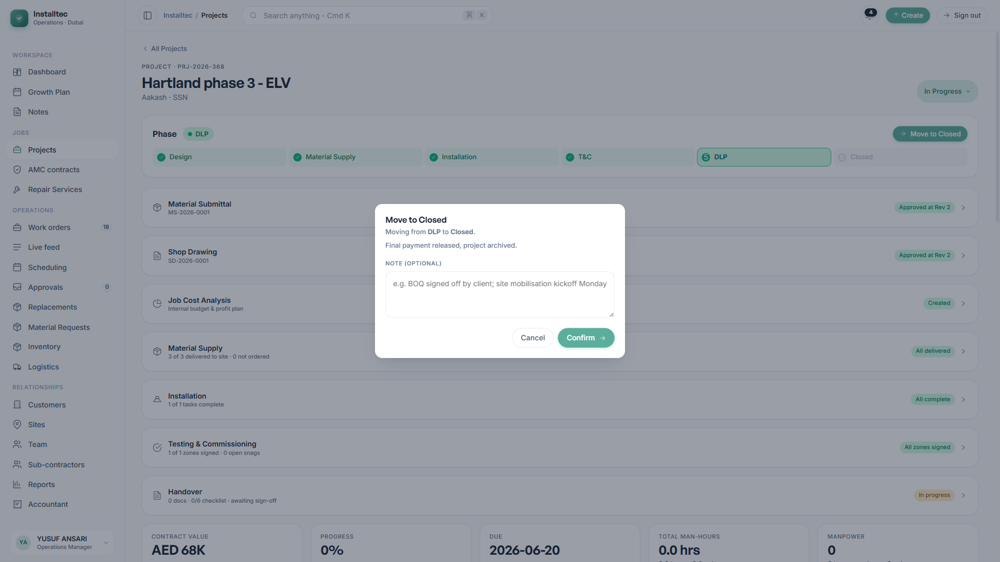 Installtec
Operations · Dubai
WORKSPACE
Dashboard
Growth Plan
Notes
JOBS
Projects
AMC contracts
Repair Services
OPERATIONS
Work orders 18
Live feed
Scheduling
Approvals 0
Replacements
Material Requests
Inventory
Logistics
RELATIONSHIPS
Customers
Sites
Team
Sub-contractors
Reports
Accountant
YA YUSUF ANSARI
Operations Manager
Installtec / Projects
Search anything - Cmd K ⌘ K
4
+ Create
→ Sign out
All Projects
PROJECT · PRJ-2026-368
Hartland phase 3 - ELV
Aakash · SSN
In Progress
Phase DLP
→ Move to Closed
Design
Material Supply
Installation
T&C
5 DLP
6 Closed
Material Submittal
MS-2026-0001
Approved at Rev 2
Shop Drawing
SD-2026-0001
Approved at Rev 2
Job Cost Analysis
Internal budget & profit plan
Created
Material Supply
3 of 3 delivered to site · 0 not ordered
All delivered
Installation
1 of 1 tasks complete
All complete
Testing & Commissioning
1 of 1 zones signed · 0 open snags
All zones signed
Handover
0 docs · 0/6 checklist · awaiting sign-off
In progress
CONTRACT VALUE
AED 68K
PROGRESS
0%
DUE
2026-06-20
TOTAL MAN-HOURS
0.0 hrs
MANPOWER
0
Move to Closed
Moving from DLP to Closed.
Final payment released, project archived.
NOTE (OPTIONAL)
e.g. BOQ signed off by client; site mobilisation kickoff Monday
Cancel
Confirm →